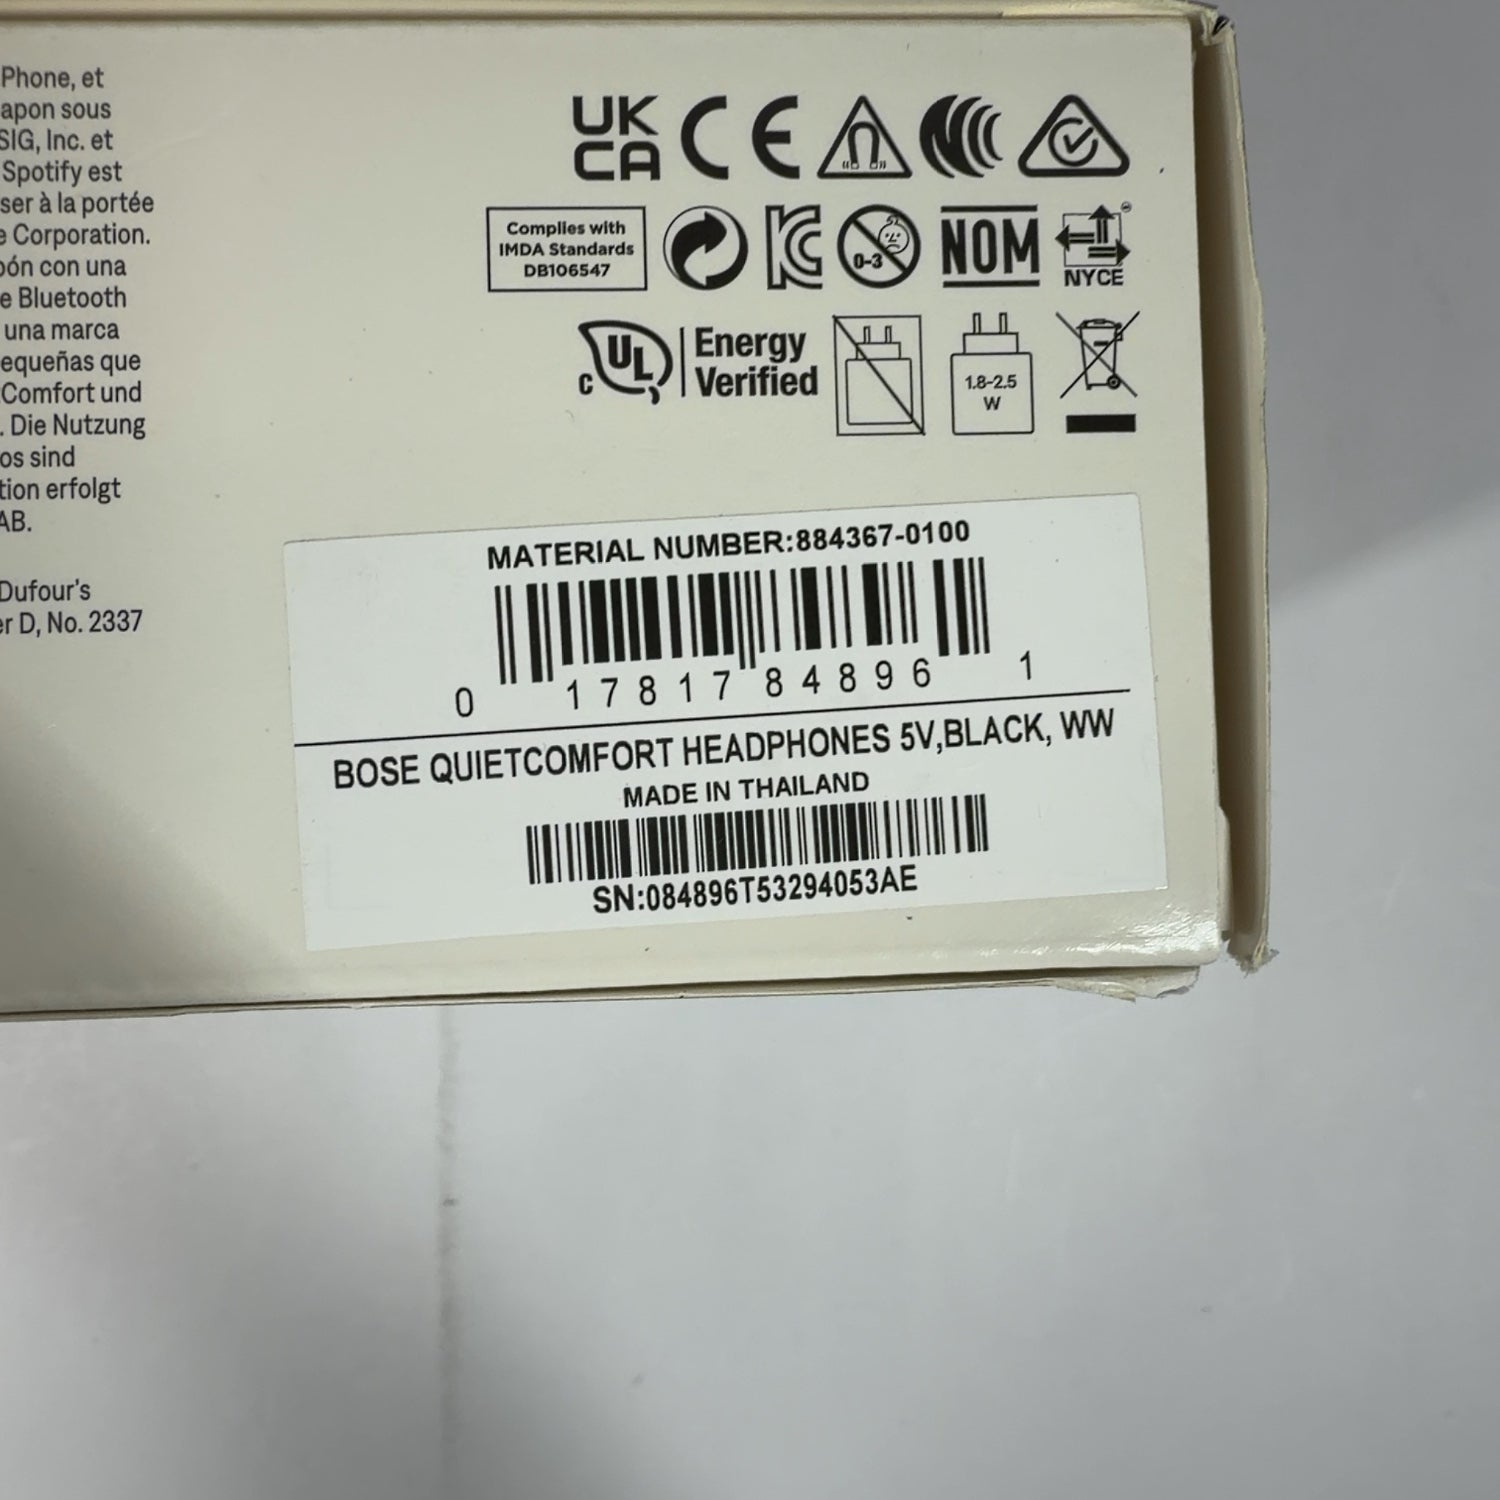 Phone, et
apon sous
SIG, Inc. et
Spotify est
ser à la portée
e Corporation.
bón con una
e Bluetooth
una marca
equeñas que
Comfort und
. Die Nutzung
os sind
tion erfolgt
AB.
Dufour's
er D, No. 2337
UK
CA
CE
Complies with
IMDA Standards
DB106547
0-3
NOM
NYCE
C UL Energy
Verified
1.8-2.5
W
MATERIAL NUMBER:884367-0100
0 17817 84896 1
BOSE QUIETCOMFORT HEADPHONES 5V,BLACK, WW
MADE IN THAILAND
SN:084896T53294053AE